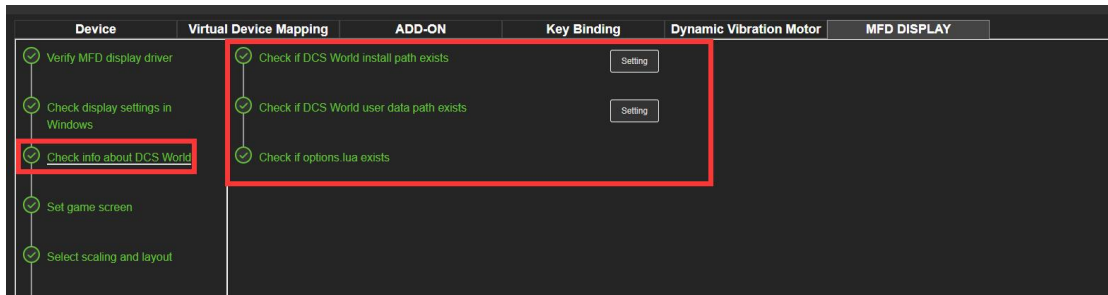 Device Virtual Device Mapping ADD-ON Key Binding Dynamic Vibration Motor MFD DISPLAY
Verify MFD display driver
Check display settings in
Windows
Check info about DCS World
Set game screen
Select scaling and layout
Check if DCS World install path exists Setting
Check if DCS World user data path exists Setting
Check if options.lua exists